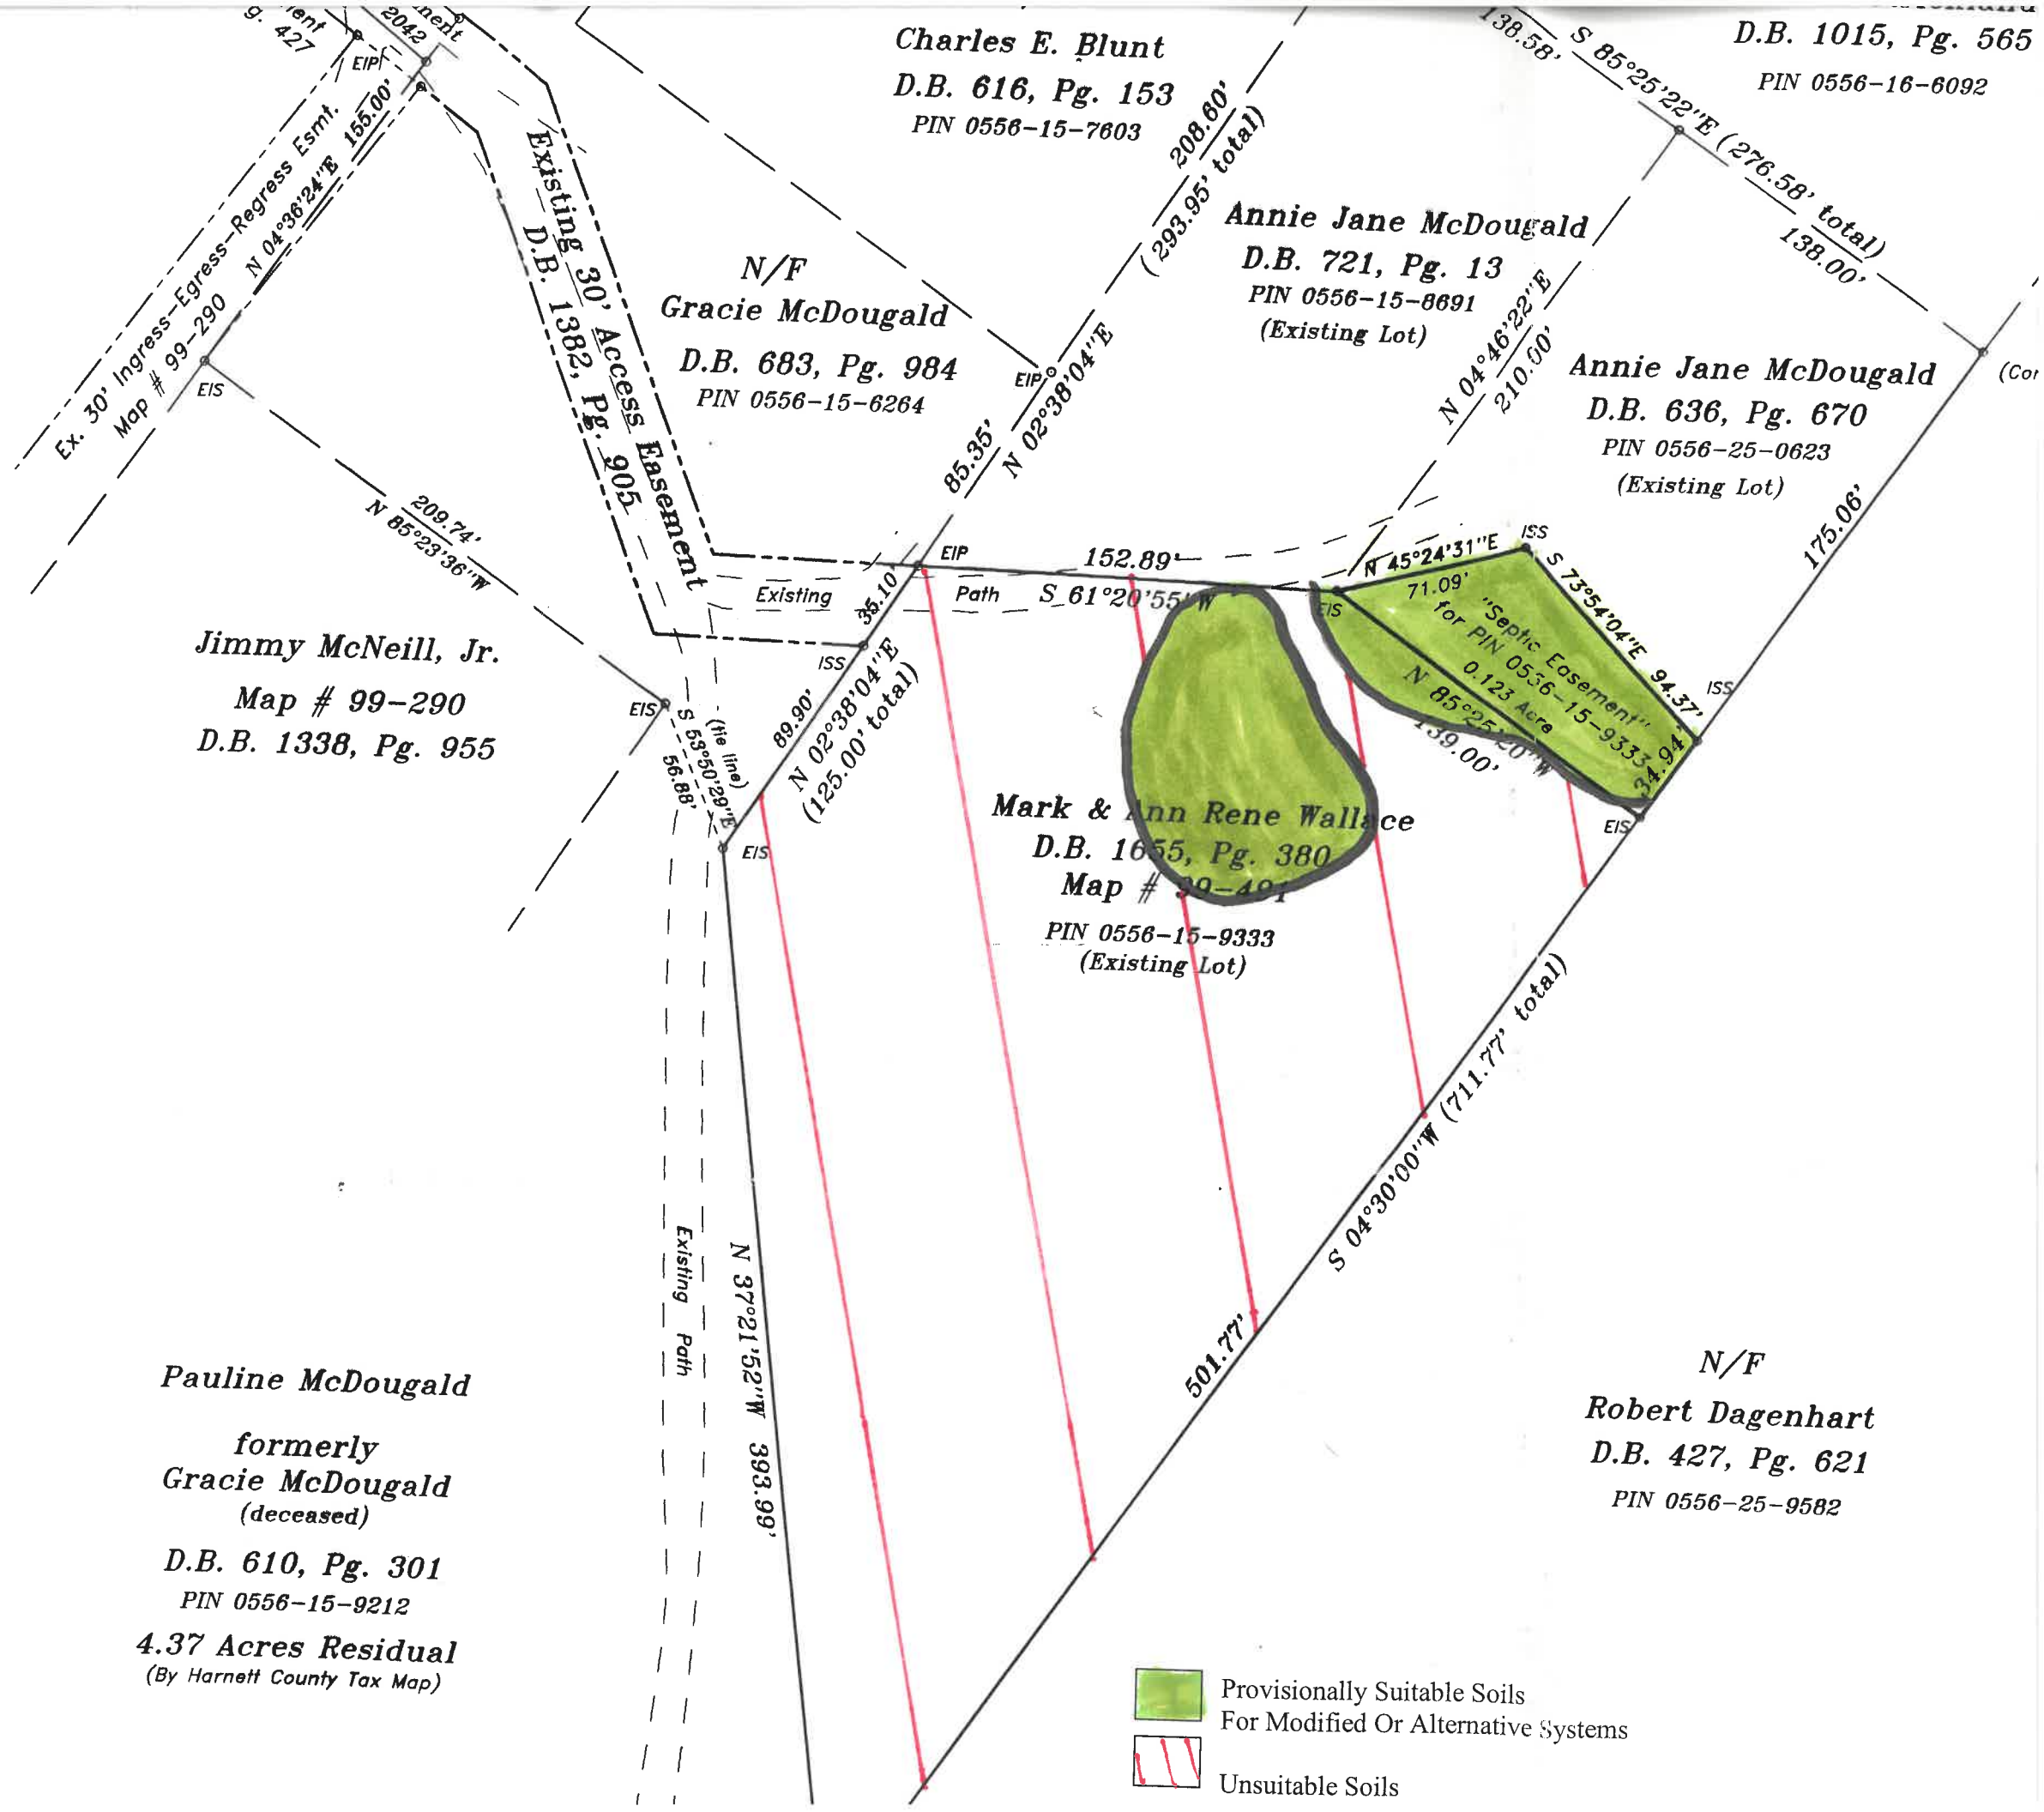 ment
g. 427
2042
ment
EIP
Ex. 30' Ingress-Egress-Regress Esmt.
Map # 99-290
N 04°36'24"E 155.00'
EIS
Existing 30' Access Easement
D.B. 1382, Pg. 905
Charles E. Blunt
D.B. 616, Pg. 153
PIN 0556-15-7603
208.60'
(293.95' total)
138.58'
S 85°25'22"E (276.58' total)
138.00'
D.B. 1015, Pg. 565
PIN 0556-16-6092
N/F
Gracie McDougald
D.B. 683, Pg. 984
PIN 0556-15-6264
EIP
85.35'
N 02°38'04"E
Annie Jane McDougald
D.B. 721, Pg. 13
PIN 0556-15-8691
(Existing Lot)
N 04°46'22"E
210.00'
Annie Jane McDougald
D.B. 636, Pg. 670
PIN 0556-25-0623
(Existing Lot)
(Cor
175.06'
209.74'
N 85°23'36"W
EIP
152.89'
Existing
Path
S 61°20'55"W
35.10'
ISS
EIS
N 45°24'31"E
71.09'
ISS
S 73°54'04"E 94.37'
"Septic Easement"
for PIN 0556-15-9333
0.123 Acre
N 85°25'20"W
139.00'
ISS
34.94'
EIS
Jimmy McNeill, Jr.
Map # 99-290
D.B. 1338, Pg. 955
EIS
(tie line)
S 53°50'29"E
56.88'
89.90'
N 02°38'04"E
(125.00' total)
EIS
Mark & Ann Rene Wallace
D.B. 1655, Pg. 380
Map # 99-491
PIN 0556-15-9333
(Existing Lot)
S 04°30'00"W (711.77' total)
501.77'
Existing Path
N 37°21'52"W 393.99'
Pauline McDougald
formerly
Gracie McDougald
(deceased)
D.B. 610, Pg. 301
PIN 0556-15-9212
4.37 Acres Residual
(By Harnett County Tax Map)
N/F
Robert Dagenhart
D.B. 427, Pg. 621
PIN 0556-25-9582
Provisionally Suitable Soils
For Modified Or Alternative Systems
Unsuitable Soils